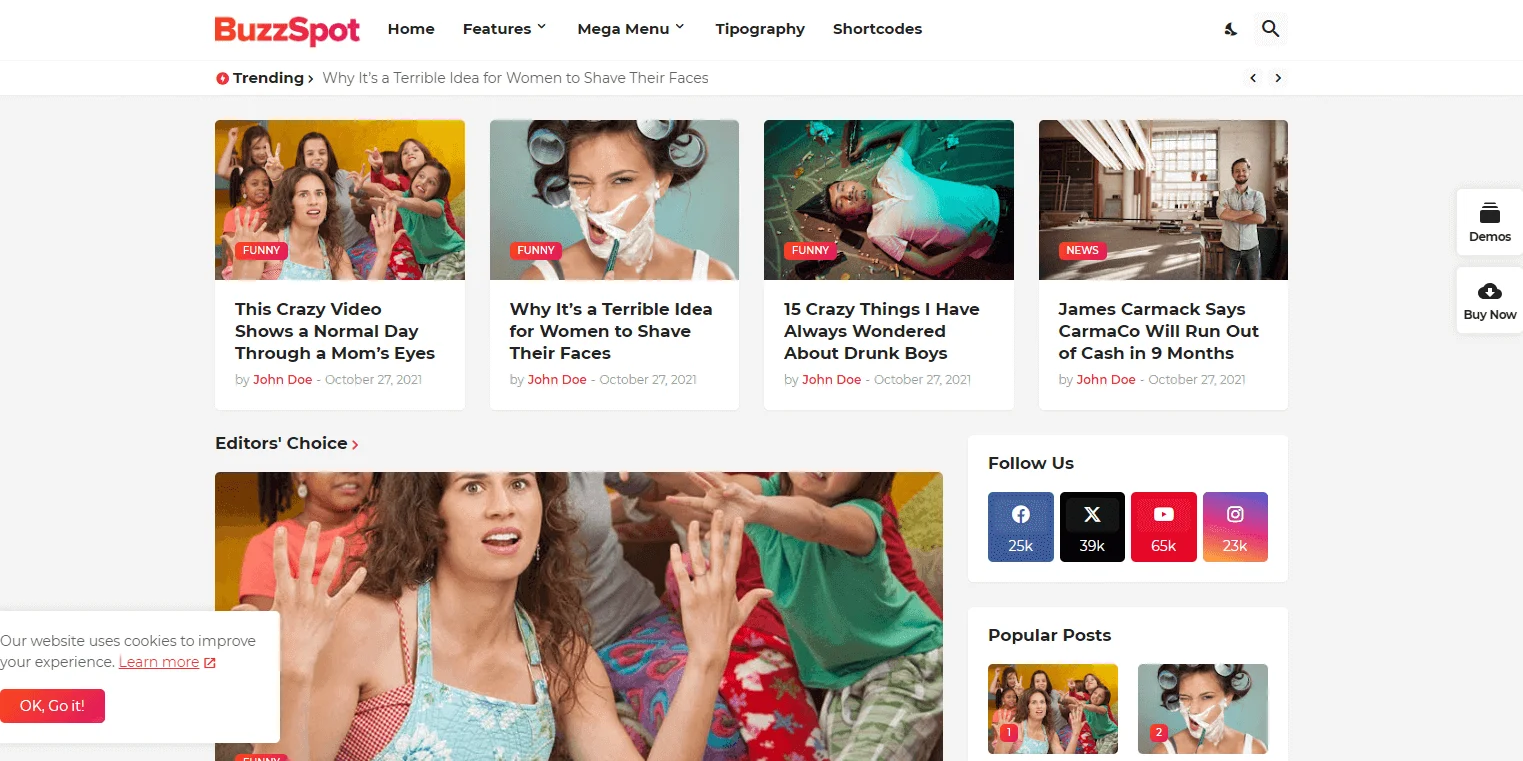 BuzzSpot Home Features Mega Menu Tipography Shortcodes
Trending Why It's a Terrible Idea for Women to Shave Their Faces
FUNNY
This Crazy Video
Shows a Normal Day
Through a Mom's Eyes
by John Doe - October 27, 2021
FUNNY
Why It's a Terrible Idea
for Women to Shave
Their Faces
by John Doe - October 27, 2021
FUNNY
15 Crazy Things I Have
Always Wondered
About Drunk Boys
by John Doe - October 27, 2021
NEWS
James Carmack Says
CarmaCo Will Run Out
of Cash in 9 Months
by John Doe - October 27, 2021
Demos
Buy Now
Editors' Choice
FUNNY
Follow Us
25k 39k 65k 23k
Popular Posts
1 2
Our website uses cookies to improve
your experience. Learn more
OK, Go it!